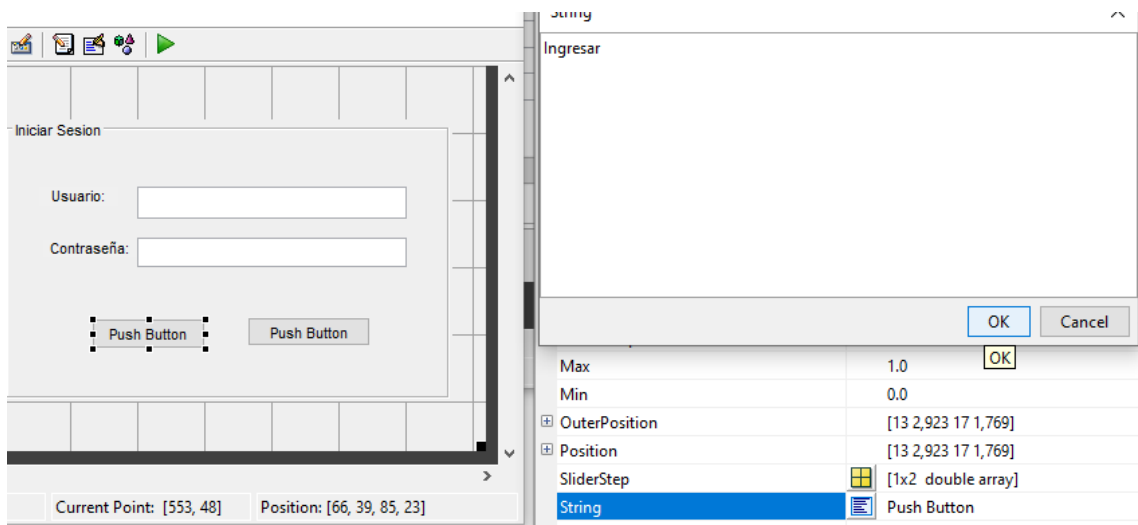 String
Ingresar
Iniciar Sesion
Usuario:
Contraseña:
Push Button
Push Button
OK
Cancel
OK
Max
1.0
Min
0.0
OuterPosition
[13 2,923 17 1,769]
Position
[13 2,923 17 1,769]
SliderStep
[1x2 double array]
String
Push Button
Current Point: [553, 48]
Position: [66, 39, 85, 23]